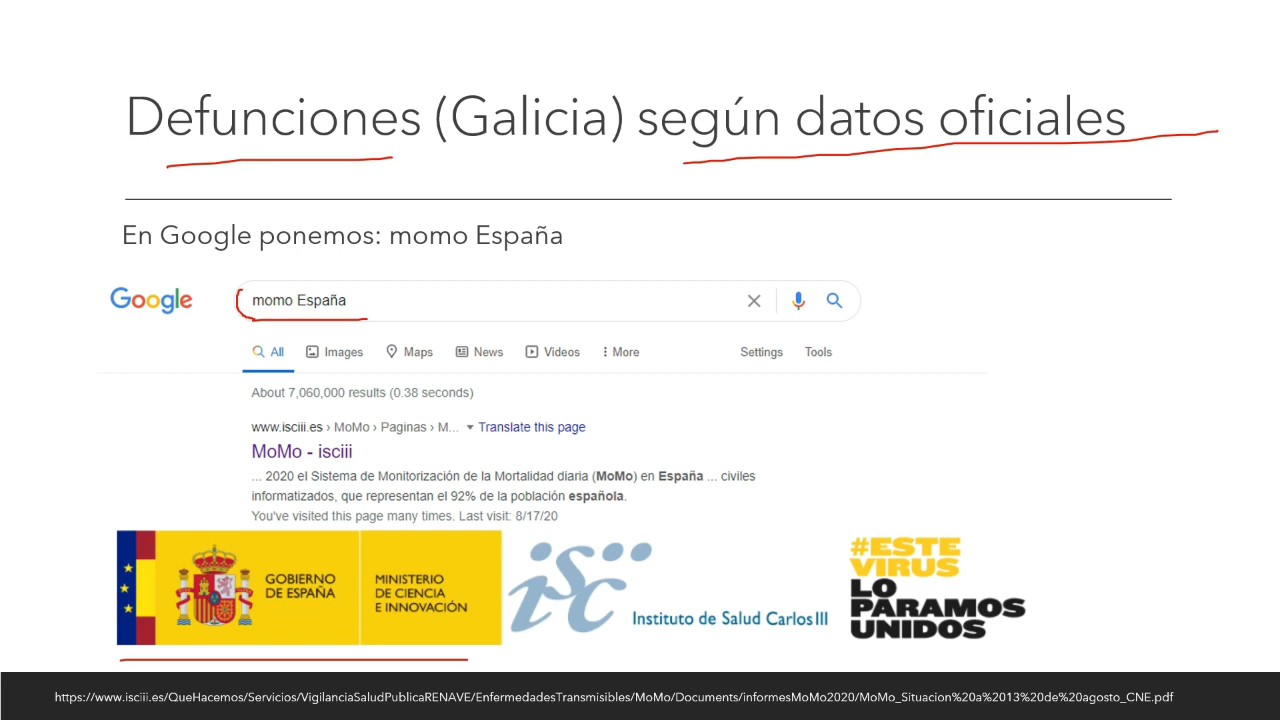 Defunciones (Galicia) según datos oficiales
En Google ponemos: momo España
Google
momo España
All Images Maps News Videos More Settings Tools
About 7,060,000 results (0.38 seconds)
www.isciii.es › MoMo › Paginas › M... Translate this page
MoMo - isciii
... 2020 el Sistema de Monitorización de la Mortalidad diaria (MoMo) en España ... civiles
informatizados, que representan el 92% de la población española.
You've visited this page many times. Last visit: 8/17/20
GOBIERNO
DE ESPAÑA
MINISTERIO
DE CIENCIA
E INNOVACIÓN
isciii
Instituto de Salud Carlos III
#ESTE
VIRUS
LO
PARAMOS
UNIDOS
https://www.isciii.es/QueHacemos/Servicios/VigilanciaSaludPublicaRENAVE/EnfermedadesTransmisibles/MoMo/Documents/informesMoMo2020/MoMo_Situacion%20a%2013%20de%20agosto_CNE.pdf